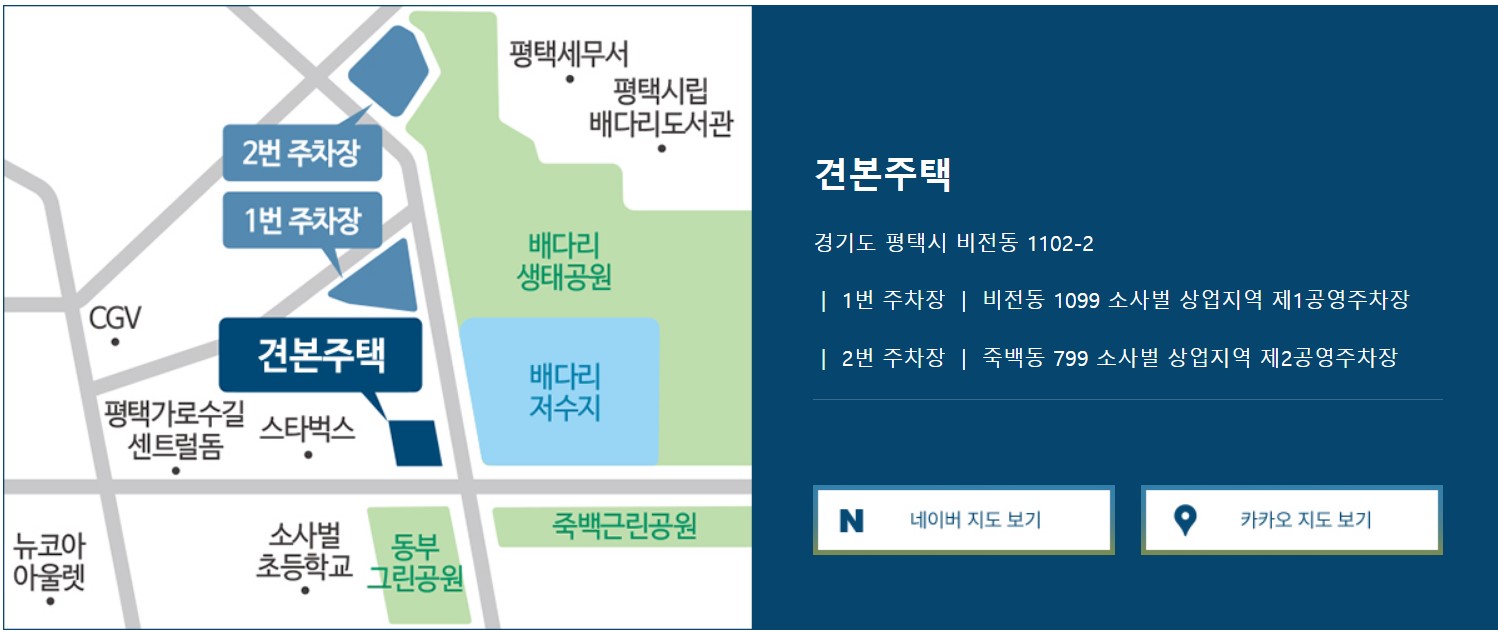 평택세무서
평택시립
배다리도서관
2번 주차장
1번 주차장
배다리
생태공원
CGV
견본주택
배다리
저수지
평택가로수길
센트럴돔
스타벅스
뉴코아
아울렛
소사벌
초등학교
동부
그린공원
죽백근린공원
견본주택
경기도 평택시 비전동 1102-2
| 1번 주차장 | 비전동 1099 소사벌 상업지역 제1공영주차장
| 2번 주차장 | 죽백동 799 소사벌 상업지역 제2공영주차장
N 네이버 지도 보기
카카오 지도 보기